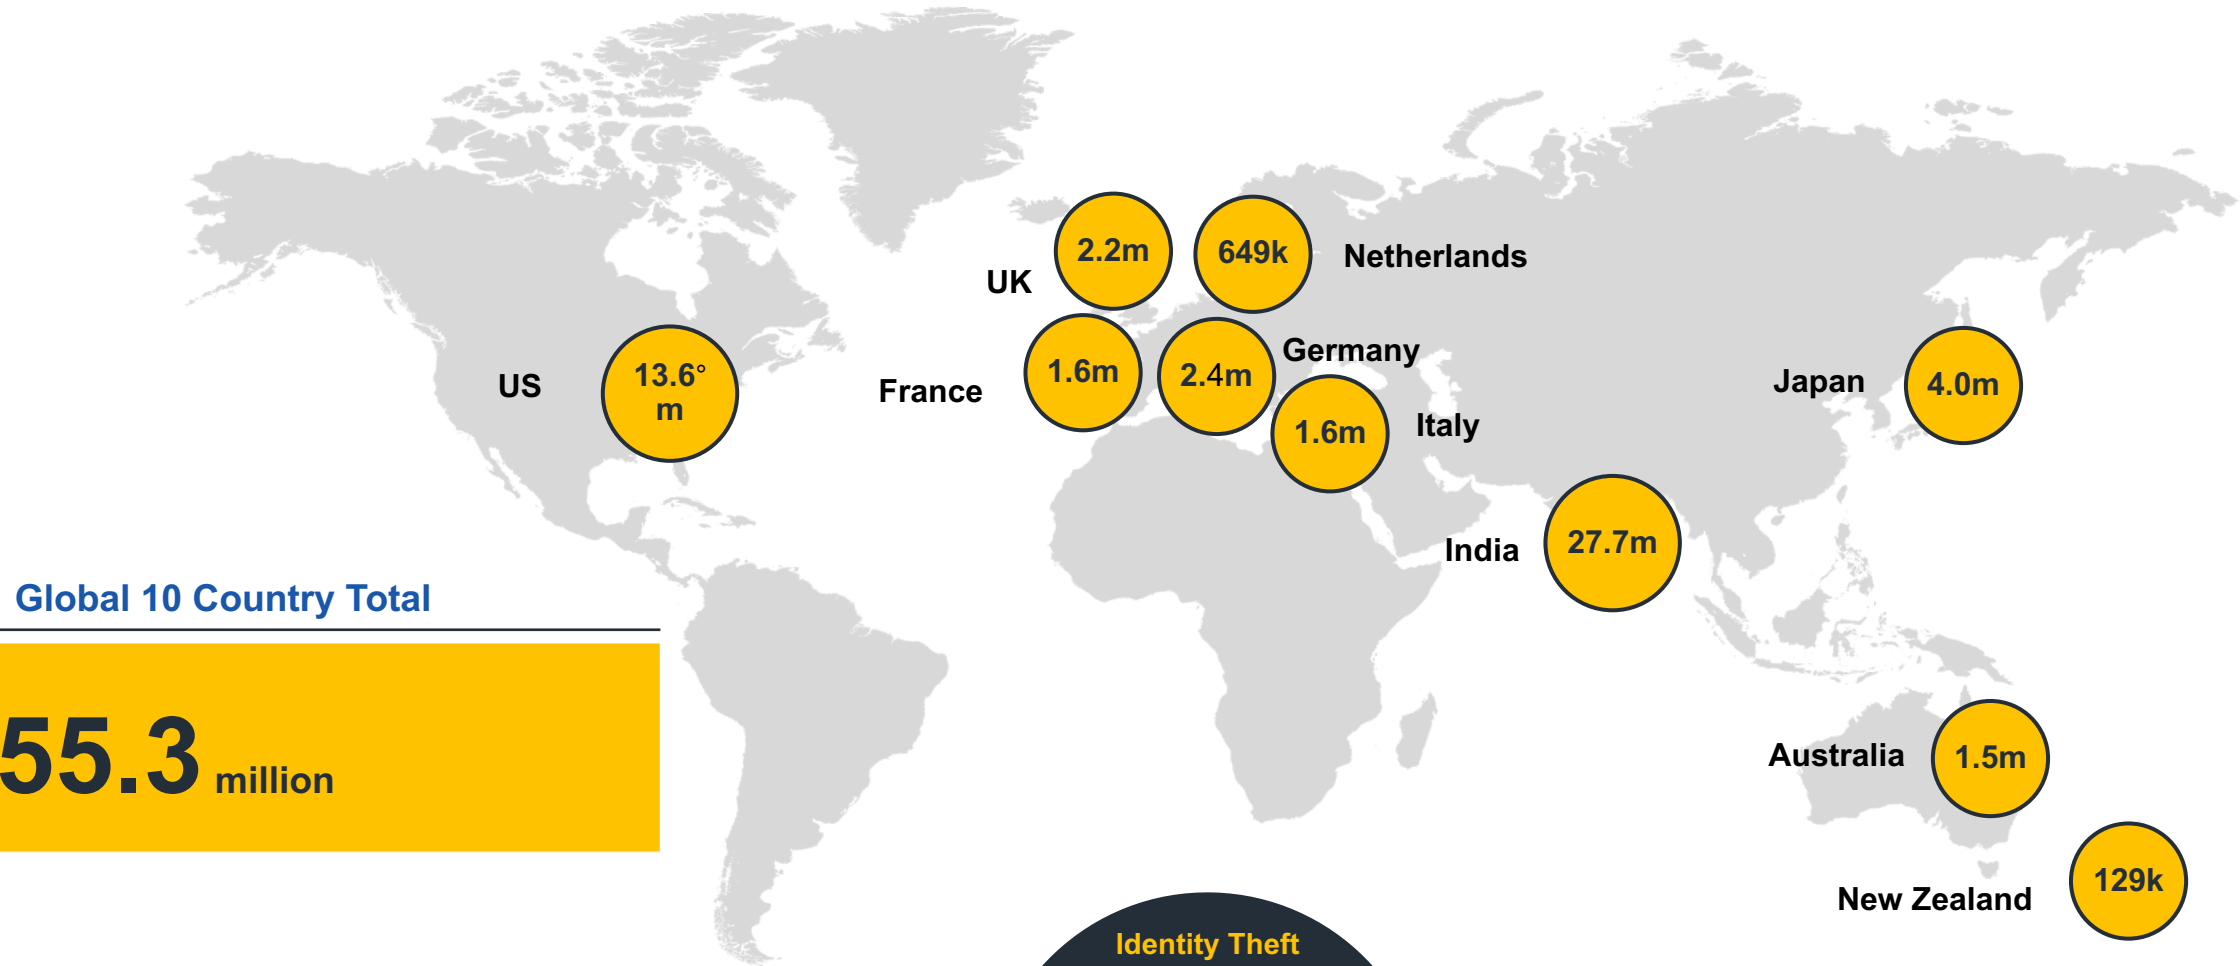 2.2m
649k
Netherlands
UK
Germany
13.6°
m
US
1.6m
2.4m
France
Japan
4.0m
1.6m
Italy
India
27.7m
Global 10 Country Total
55.3 million
Australia
1.5m
New Zealand
129k
Identity Theft